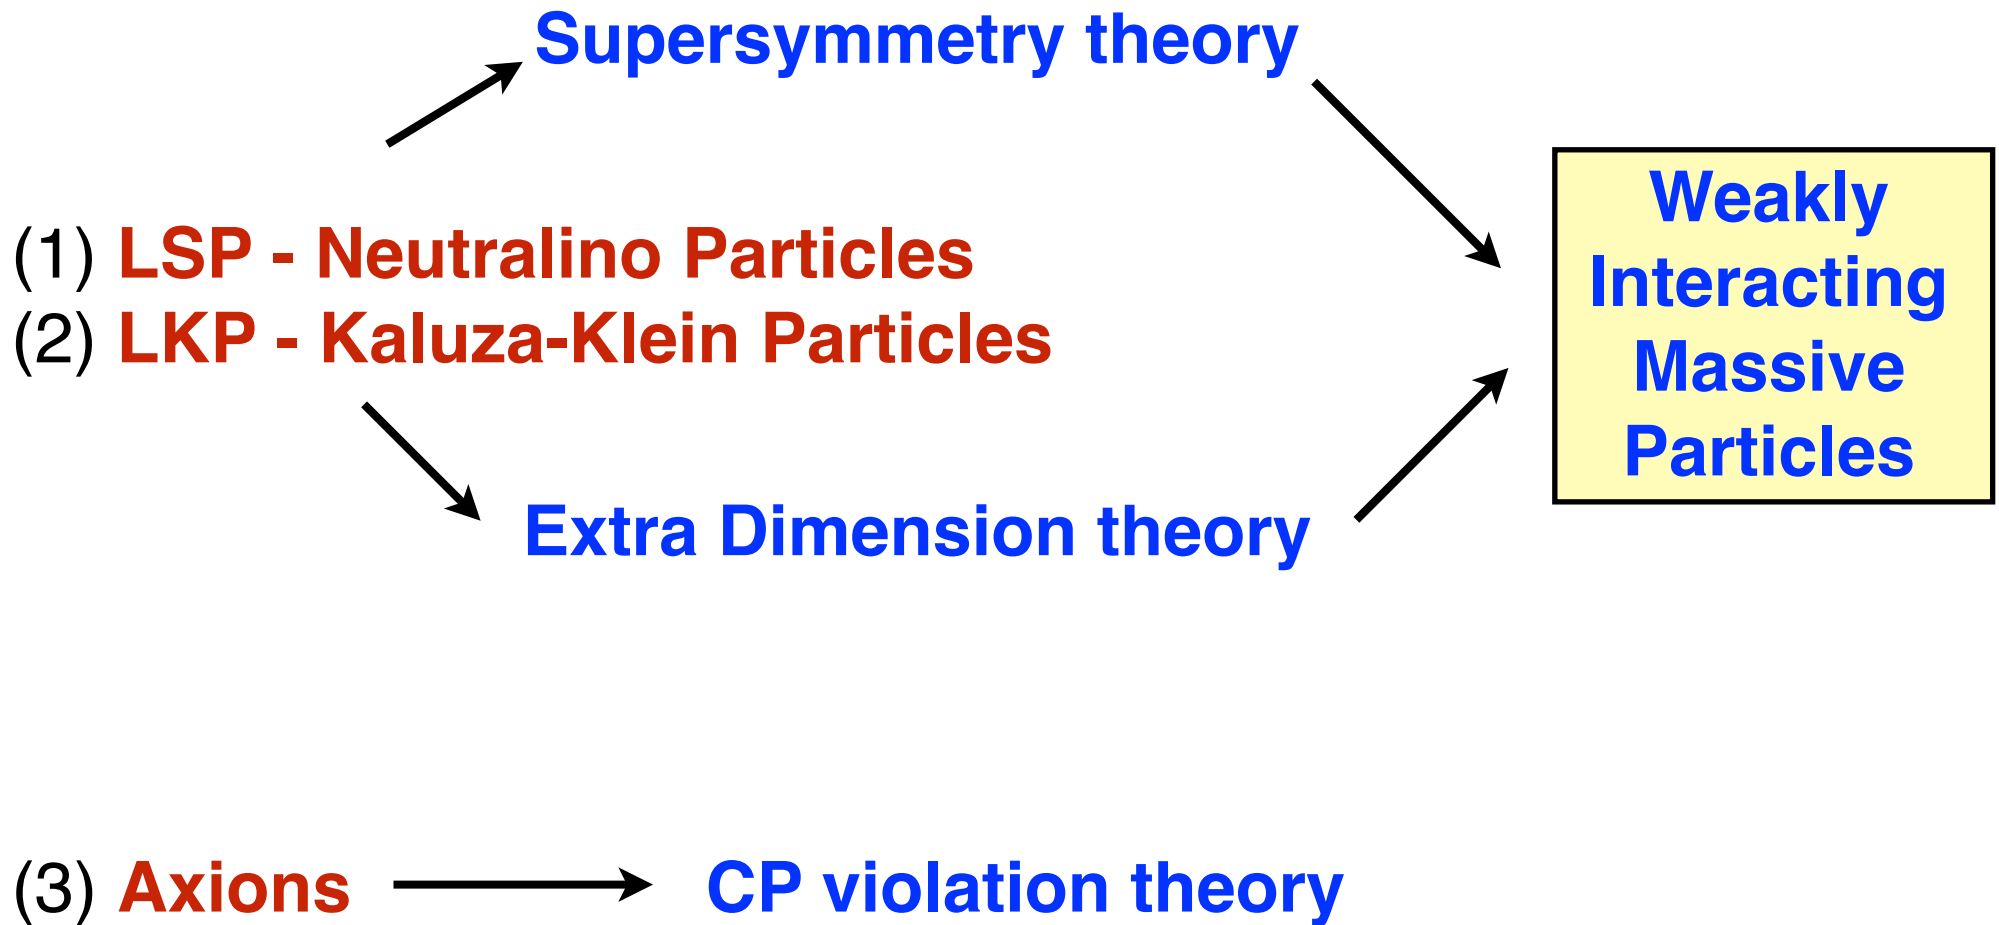 Supersymmetry theory
(1) LSP - Neutralino Particles
(2) LKP - Kaluza-Klein Particles
Extra Dimension theory
Weakly
Interacting
Massive
Particles
(3) Axions
CP violation theory